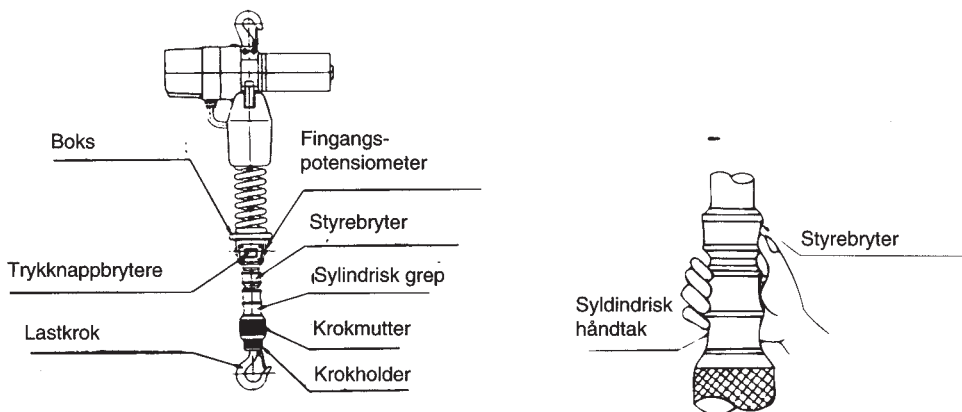 Boks
Fingangs-
potensiometer
Styrebryter
Trykknappbrytere
Sylindrisk grep
Lastkrok
Krokmutter
Krokholder
Styrebryter
Syldindrisk
håndtak